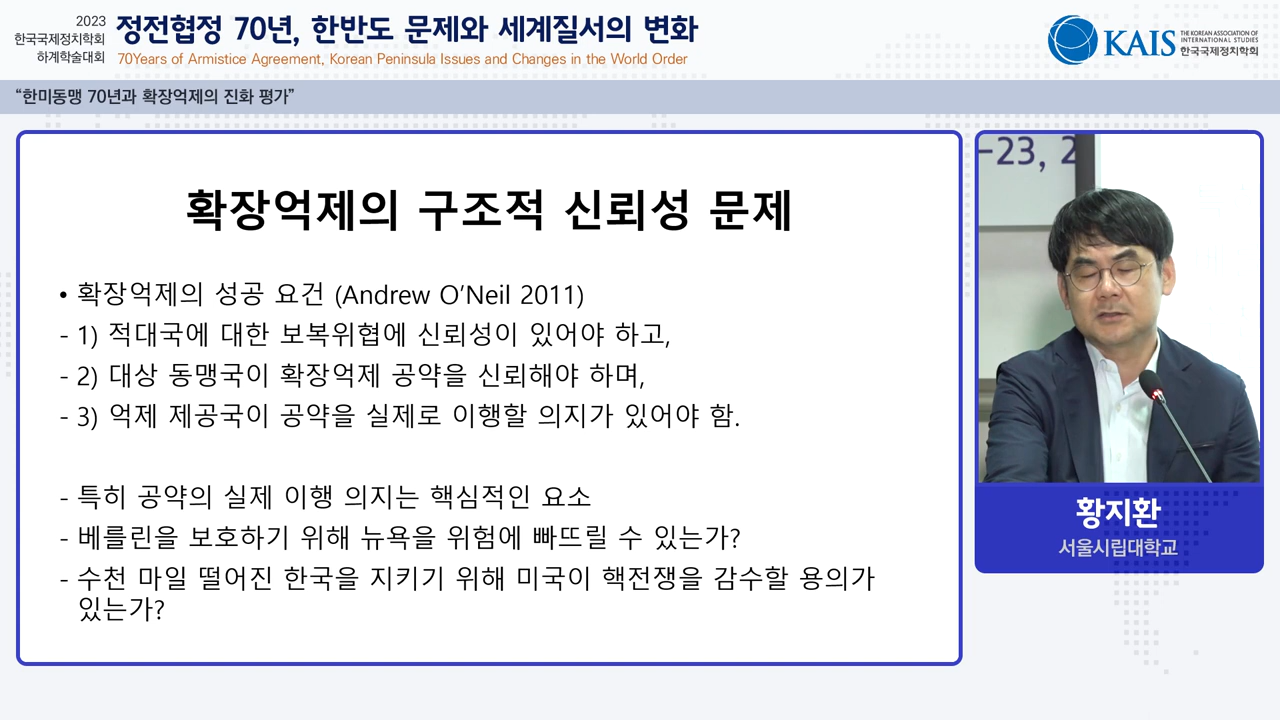 2023
한국국제정치학회
하계학술대회
정전협정 70년, 한반도 문제와 세계질서의 변화
70Years of Armistice Agreement, Korean Peninsula Issues and Changes in the World Order
KAIS
THE KOREAN ASSOCIATION OF
INTERNATIONAL STUDIES
한국국제정치학회
“한미동맹 70년과 확장억제의 진화 평가”
확장억제의 구조적 신뢰성 문제
• 확장억제의 성공 요건 (Andrew O’Neil 2011)
- 1) 적대국에 대한 보복위협에 신뢰성이 있어야 하고,
- 2) 대상 동맹국이 확장억제 공약을 신뢰해야 하며,
- 3) 억제 제공국이 공약을 실제로 이행할 의지가 있어야 함.
- 특히 공약의 실제 이행 의지는 핵심적인 요소
- 베를린을 보호하기 위해 뉴욕을 위험에 빠뜨릴 수 있는가?
- 수천 마일 떨어진 한국을 지키기 위해 미국이 핵전쟁을 감수할 용의가
있는가?
-23, 2
황지환
서울시립대학교